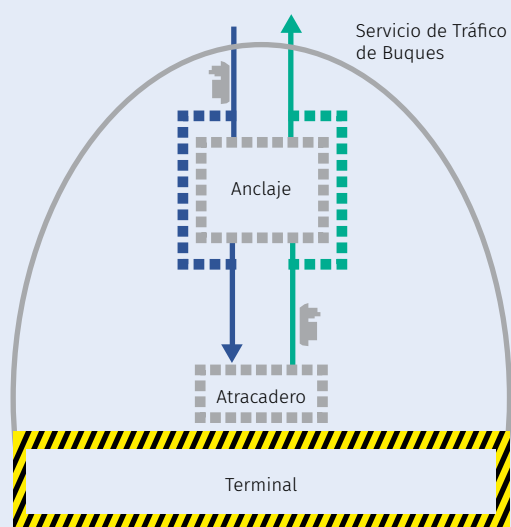 Servicio de Tráfico
de Buques
Anclaje
Atracadero
Terminal